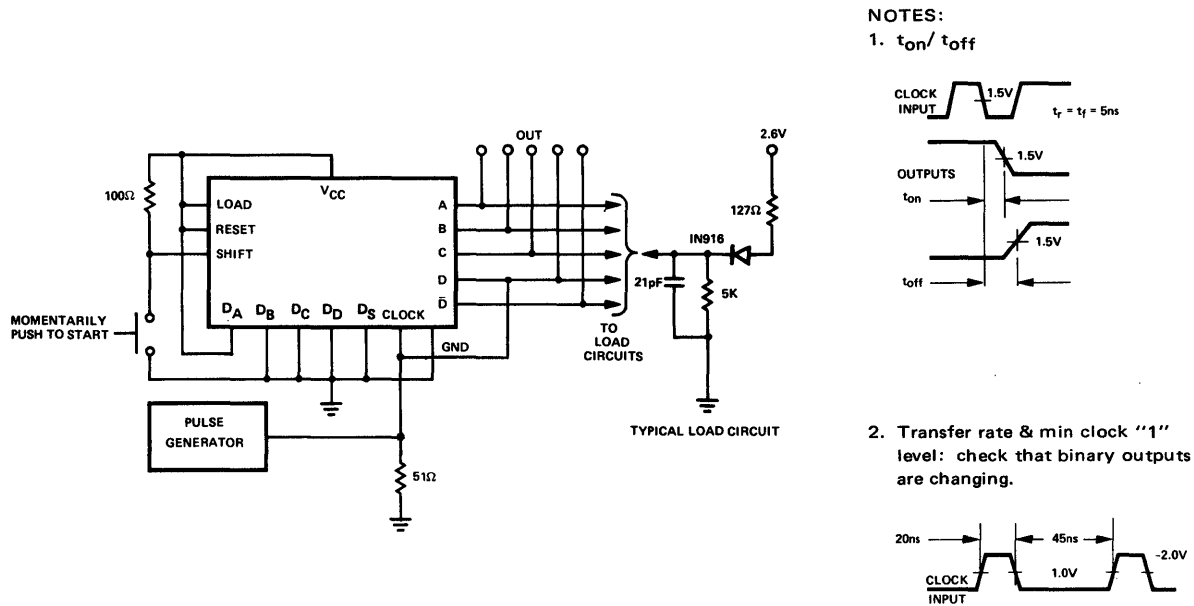 OUT
2.6V
100Ω
VCC
127Ω
LOAD
RESET
SHIFT
A
B
C
D
D̅
IN916
21pF
5K
DA DB DC DD DS CLOCK
GND
MOMENTARILY
PUSH TO START
TO
LOAD
CIRCUITS
PULSE
GENERATOR
51Ω
TYPICAL LOAD CIRCUIT
NOTES:
1. ton/ toff
CLOCK
INPUT
1.5V
tr = tf = 5ns
OUTPUTS
1.5V
ton
1.5V
toff
2. Transfer rate & min clock "1"
level: check that binary outputs
are changing.
20ns
45ns
-2.0V
1.0V
CLOCK
INPUT